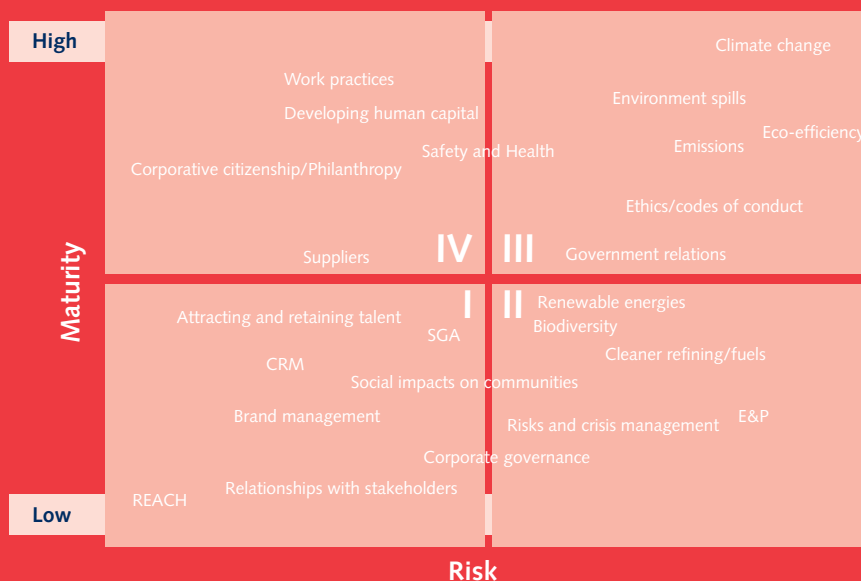 High
Climate change
Work practices
Environment spills
Developing human capital
Eco-efficiency
Emissions
Safety and Health
Corporative citizenship/Philanthropy
Ethics/codes of conduct
IV
III
Government relations
Suppliers
Maturity
I
II
Renewable energies
Attracting and retaining talent
Biodiversity
SGA
Cleaner refining/fuels
CRM
Social impacts on communities
Brand management
E&P
Risks and crisis management
Corporate governance
Relationships with stakeholders
REACH
Low
Risk